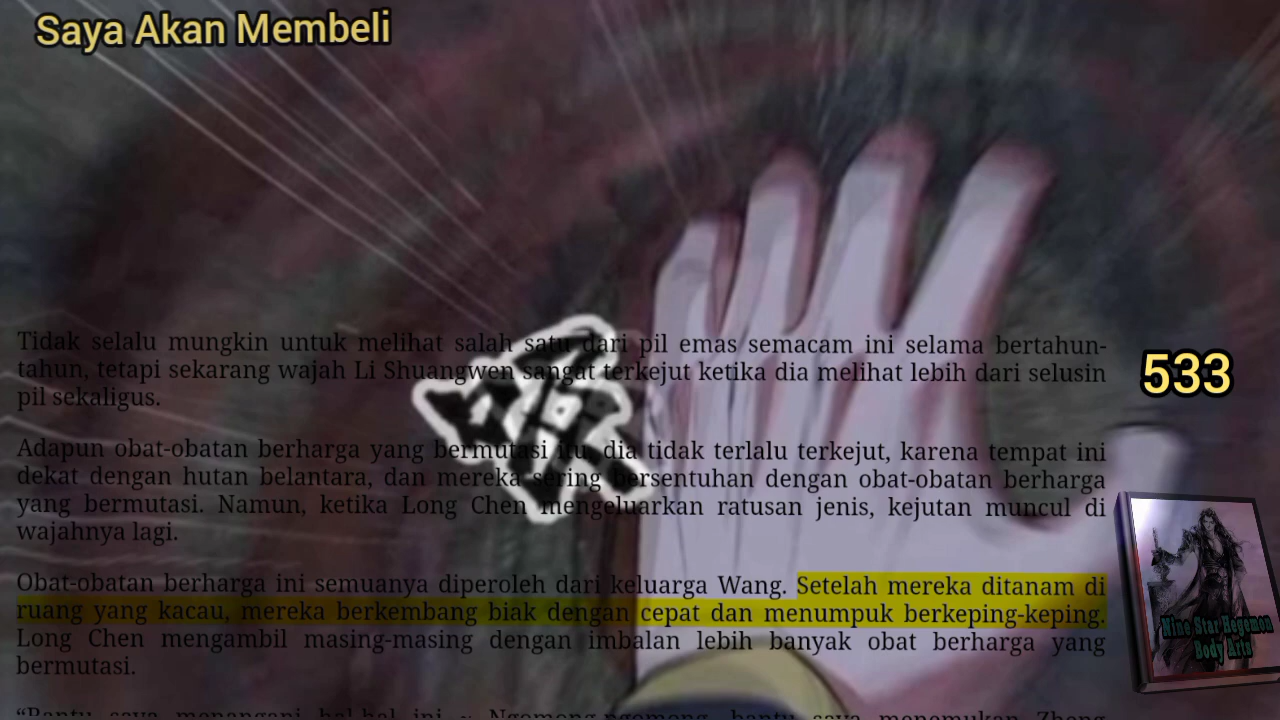 Saya Akan Membeli
Tidak selalu mungkin untuk melihat salah satu dari pil emas semacam ini selama bertahun-
tahun, tetapi sekarang wajah Li Shuangwen sangat terkejut ketika dia melihat lebih dari selusin
pil sekaligus.
533
Adapun obat-obatan berharga yang bermutasi itu, dia tidak terlalu terkejut, karena tempat ini
dekat dengan hutan belantara, dan mereka sering bersentuhan dengan obat-obatan berharga
yang bermutasi. Namun, ketika Long Chen mengeluarkan ratusan jenis, kejutan muncul di
wajahnya lagi.
Obat-obatan berharga ini semuanya diperoleh dari keluarga Wang. Setelah mereka ditanam di
ruang yang kacau, mereka berkembang biak dengan cepat dan menumpuk berkeping-keping.
Long Chen mengambil masing-masing dengan imbalan lebih banyak obat berharga yang
bermutasi.
Nine Star Hegemon
Body Arts